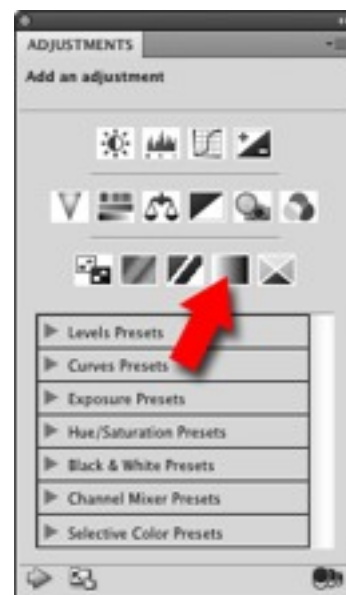 ADJUSTMENTS
Add an adjustment
Levels Presets
Curves Presets
Exposure Presets
Hue/Saturation Presets
Black & White Presets
Channel Mixer Presets
Selective Color Presets